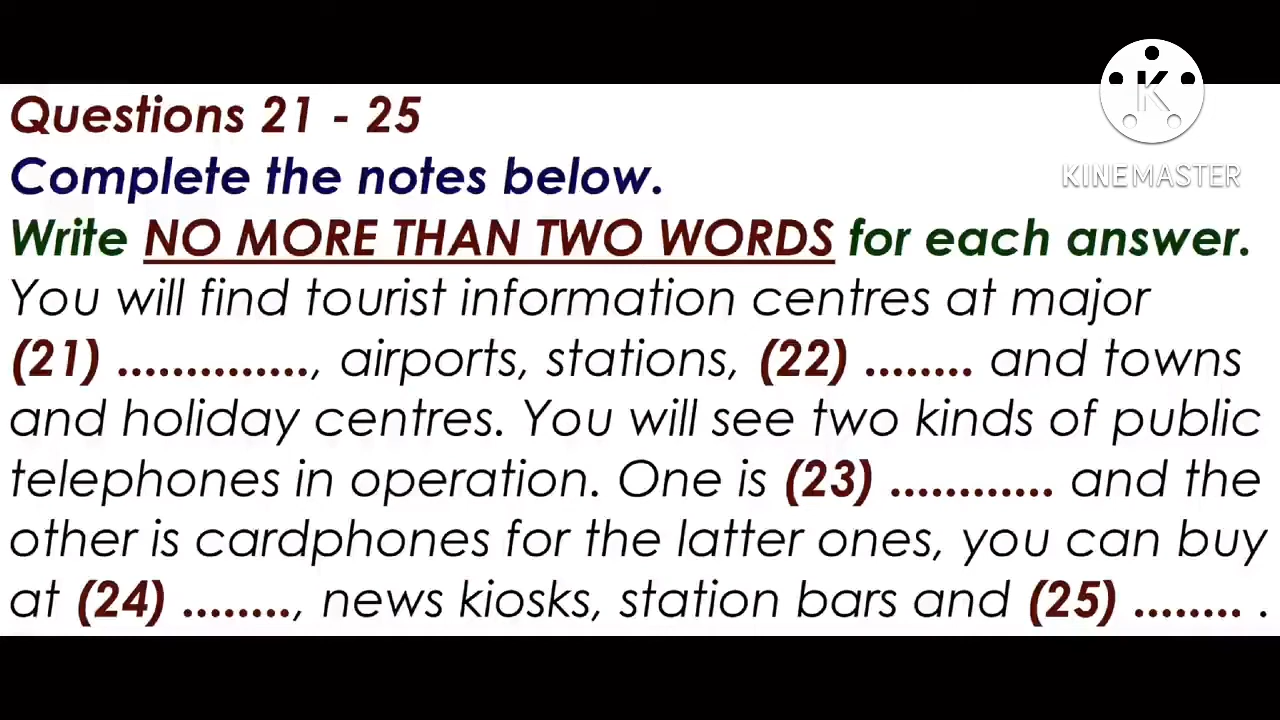 Questions 21 - 25
Complete the notes below.
Write NO MORE THAN TWO WORDS for each answer.
You will find tourist information centres at major
(21) .............., airports, stations, (22) ........ and towns
and holiday centres. You will see two kinds of public
telephones in operation. One is (23) ............ and the
other is cardphones for the latter ones, you can buy
at (24) ........, news kiosks, station bars and (25) ........ .
K
KINEMASTER